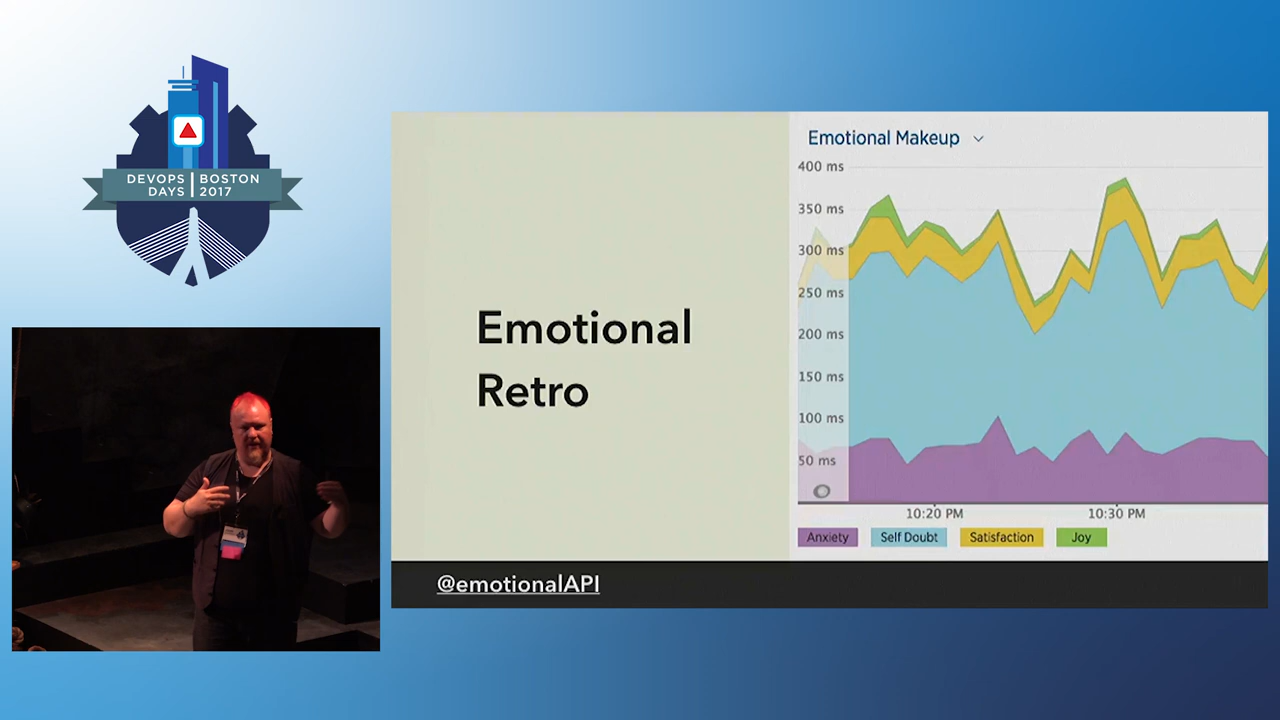 DEVOPS | BOSTON
DAYS | 2017
Emotional
Retro
Emotional Makeup
400 ms
350 ms
300 ms
250 ms
200 ms
150 ms
100 ms
50 ms
10:20 PM
10:30 PM
Anxiety
Self Doubt
Satisfaction
Joy
@emotionalAPI